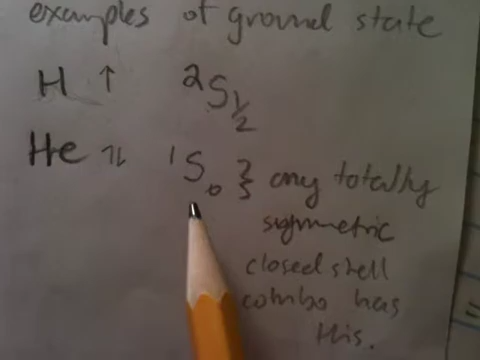 examples of ground state
H ↑ ²S½
He ⥮ ¹S₀ } any totally
symmetric
closed shell
combo has
this.